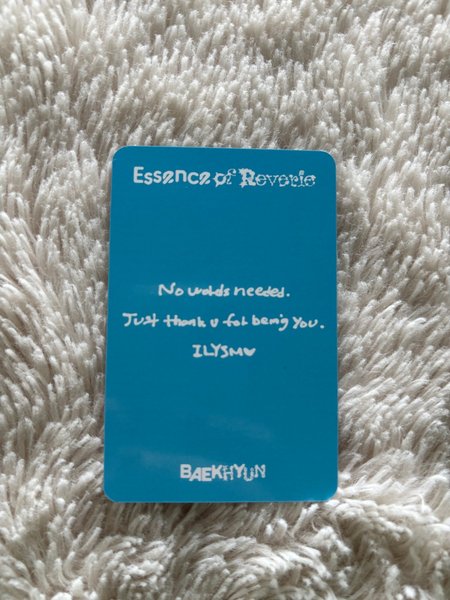 Essence of Reverie
No words needed.
Just thank u for being you.
ILYSM♥
BAEKHYUN